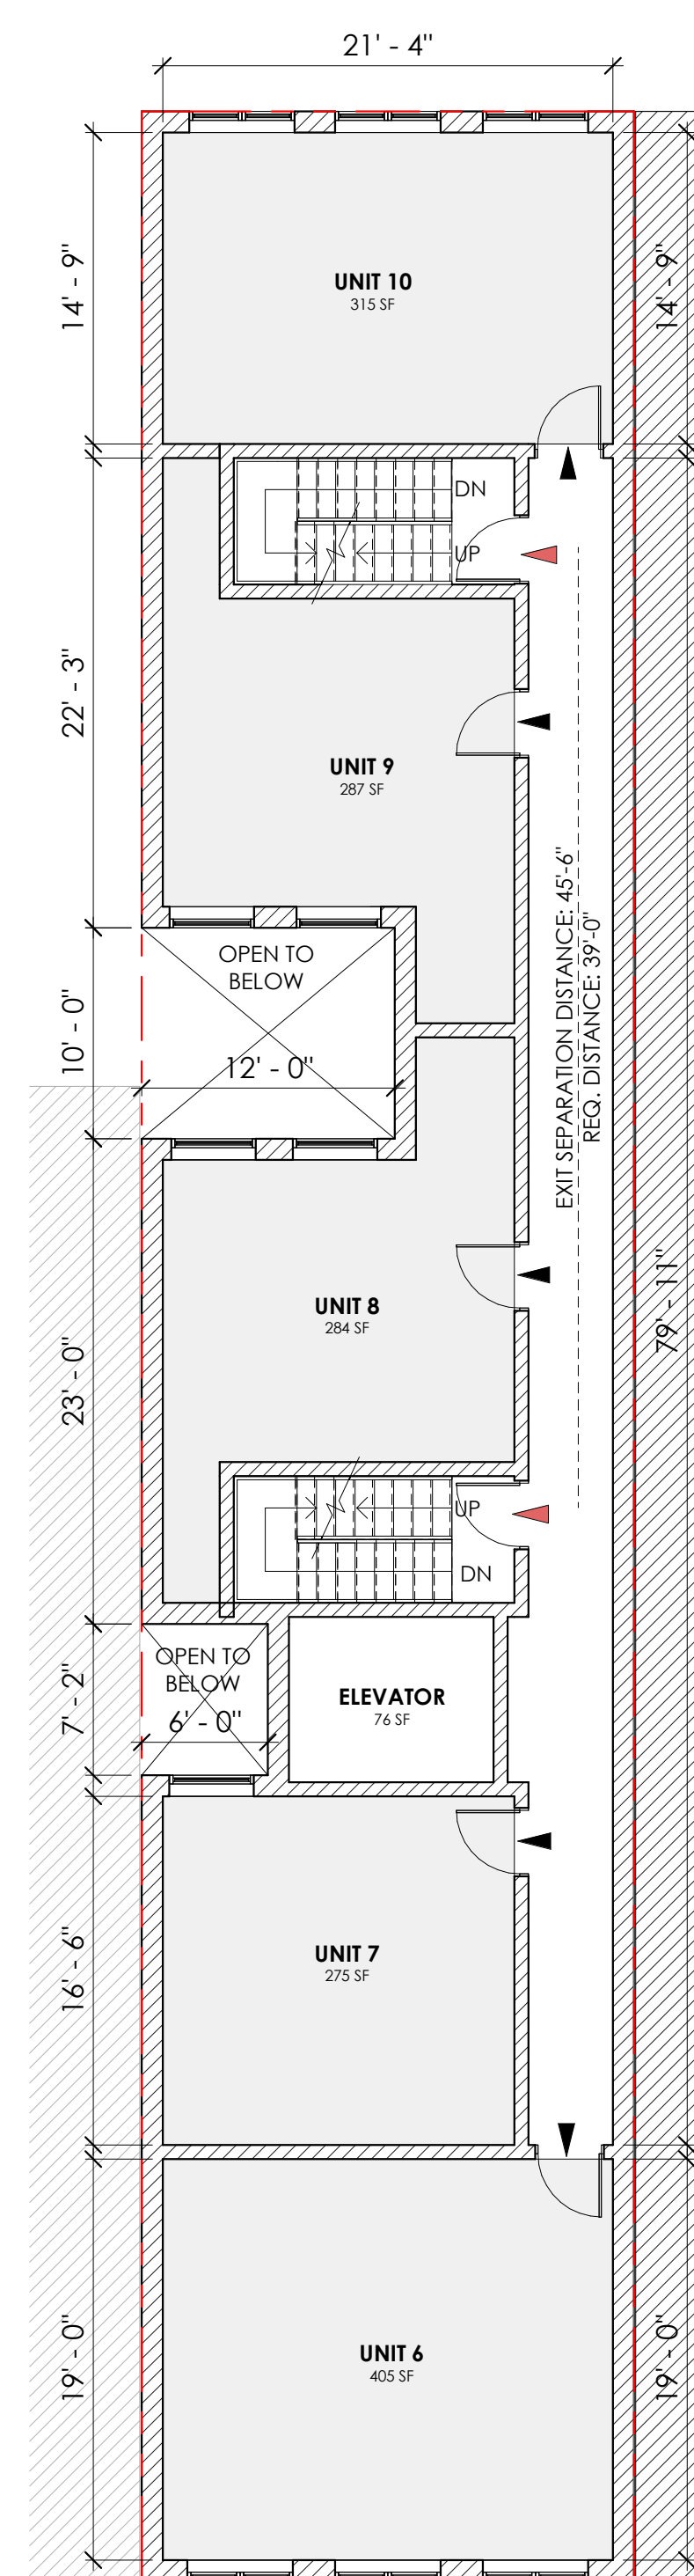 21' - 4"
14' - 9"
14' - 9"
UNIT 10
315 SF
DN
UP
22' - 3"
UNIT 9
287 SF
EXIT SEPARATION DISTANCE: 45'-6"
REQ. DISTANCE: 39'-0"
OPEN TO
BELOW
10' - 0"
12' - 0"
79' - 11"
UNIT 8
284 SF
23' - 0"
UP
DN
OPEN TO
BELOW
7' - 2"
6' - 0"
ELEVATOR
76 SF
16' - 6"
UNIT 7
275 SF
19' - 0"
19' - 0"
UNIT 6
405 SF